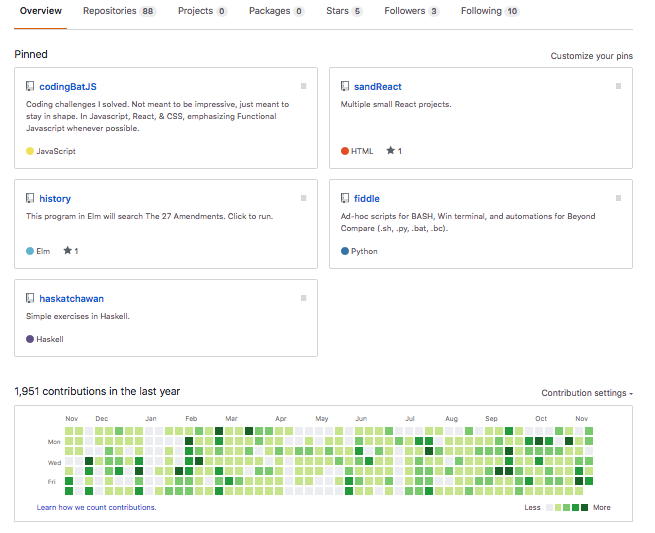 Overview Repositories 88 Projects 0 Packages 0 Stars 5 Followers 3 Following 10
Pinned Customize your pins
codingBatJS
Coding challenges I solved. Not meant to be impressive, just meant to
stay in shape. In Javascript, React, & CSS, emphasizing Functional
Javascript whenever possible.
JavaScript
sandReact
Multiple small React projects.
HTML 1
history
This program in Elm will search The 27 Amendments. Click to run.
Elm 1
fiddle
Ad-hoc scripts for BASH, Win terminal, and automations for Beyond
Compare (.sh, .py, .bat, .bc).
Python
haskatchawan
Simple exercises in Haskell.
Haskell
1,951 contributions in the last year Contribution settings
Nov Dec Jan Feb Mar Apr May Jun Jul Aug Sep Oct Nov
Mon
Wed
Fri
Learn how we count contributions. Less More